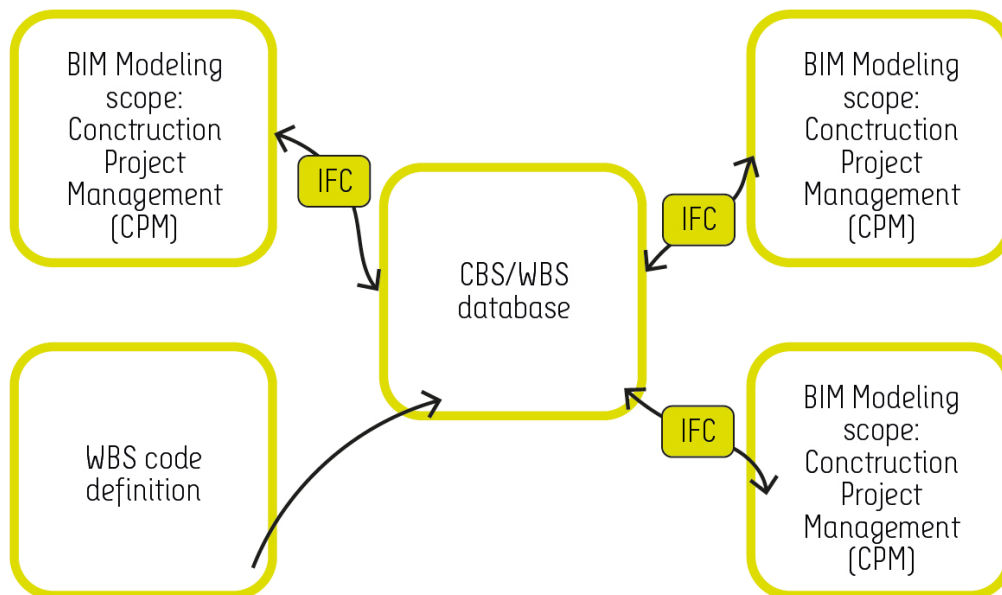 BIM Modeling
scope:
Conctruction
Project
Management
(CPM)
IFC
CBS/WBS
database
IFC
BIM Modeling
scope:
Conctruction
Project
Management
(CPM)
WBS code
definition
IFC
BIM Modeling
scope:
Conctruction
Project
Management
(CPM)